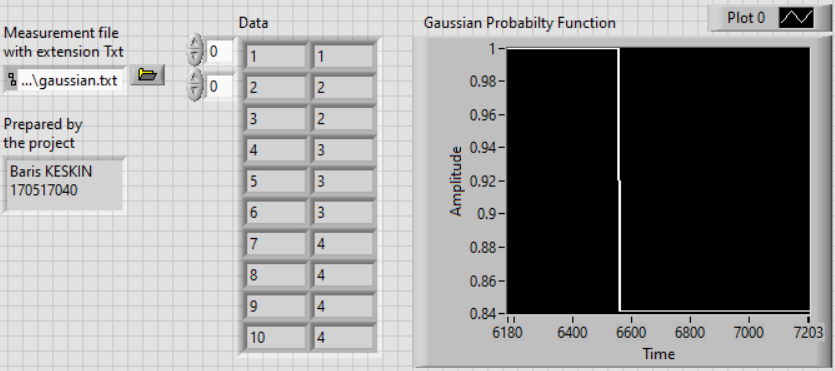 Measurement file
with extension Txt
...\gaussian.txt
Prepared by
the project
Baris KESKIN
170517040
Data
0
0
1 1
2 2
3 2
4 3
5 3
6 3
7 4
8 4
9 4
10 4
Gaussian Probabilty Function
Plot 0
Amplitude
1
0.98
0.96
0.94
0.92
0.9
0.88
0.86
0.84
6180 6400 6600 6800 7000 7203
Time